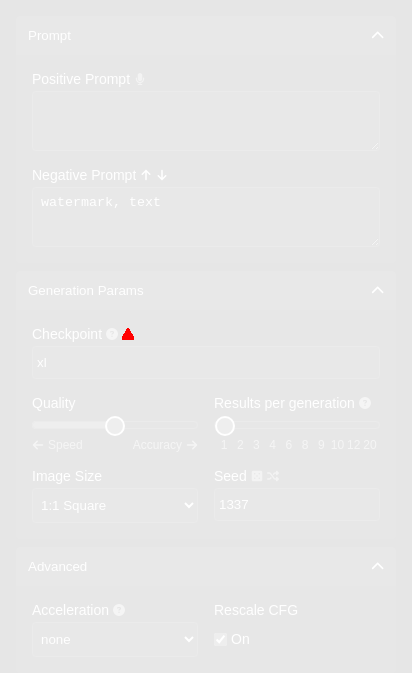 Prompt
Positive Prompt
Negative Prompt
watermark, text
Generation Params
Checkpoint
xl
Quality
Results per generation
Speed
Accuracy
1 2 3 4 6 8 9 10 12 20
Image Size
Seed
1:1 Square
1337
Advanced
Acceleration
Rescale CFG
none
On